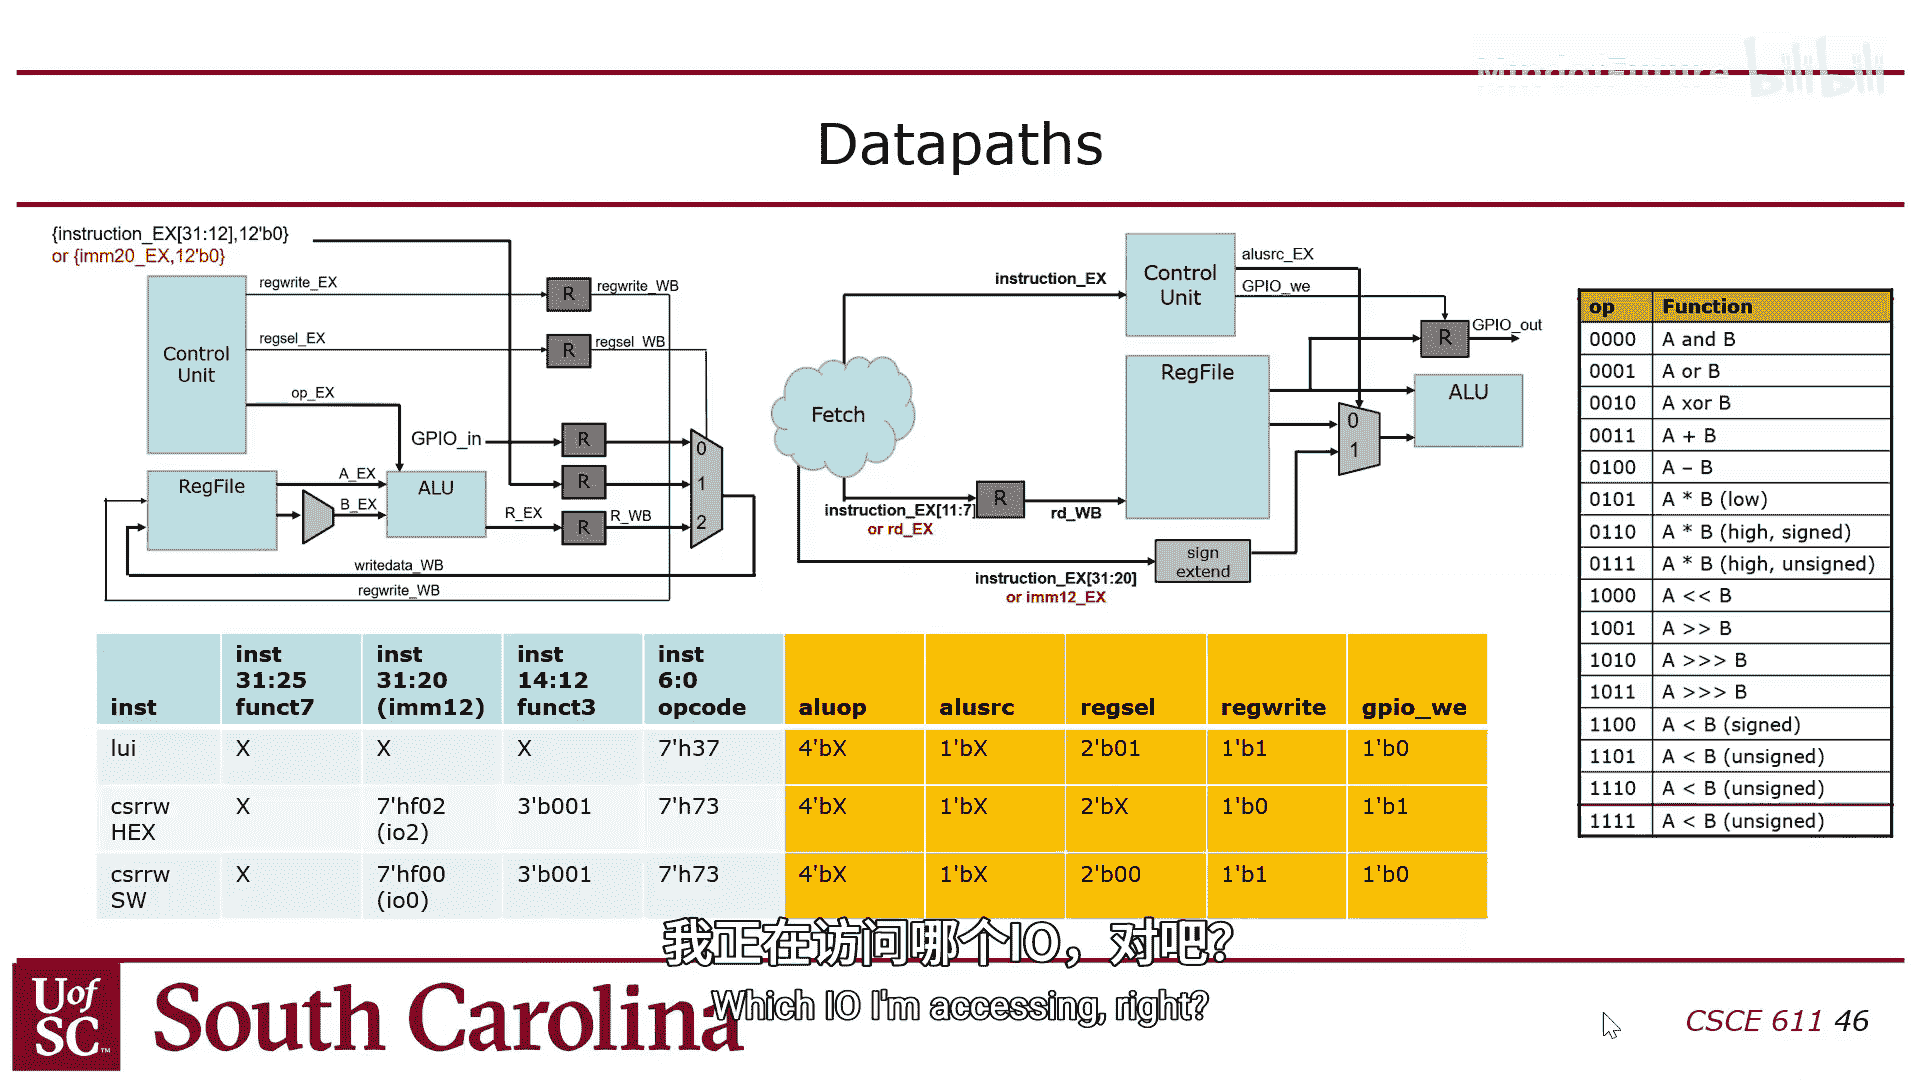 Datapaths
{instruction_EX[31:12],12'b0}
or {imm20_EX,12'b0}
Control
Unit
regwrite_EX
R
regwrite_WB
regsel_EX
R
regsel_WB
op_EX
GPIO_in
R
0
R
1
RegFile
A_EX
B_EX
ALU
R_EX
R
R_WB
2
writedata_WB
regwrite_WB
Control
Unit
alusrc_EX
GPIO_we
instruction_EX
R
GPIO_out
RegFile
ALU
Fetch
0
1
instruction_EX[11:7]
or rd_EX
R
rd_WB
sign
extend
instruction_EX[31:20]
or imm12_EX
op Function
0000 A and B
0001 A or B
0010 A xor B
0011 A + B
0100 A – B
0101 A * B (low)
0110 A * B (high, signed)
0111 A * B (high, unsigned)
1000 A << B
1001 A >> B
1010 A >>> B
1011 A >>> B
1100 A < B (signed)
1101 A < B (unsigned)
1110 A < B (unsigned)
1111 A < B (unsigned)
inst inst 31:25 funct7 inst 31:20 (imm12) inst 14:12 funct3 inst 6:0 opcode aluop alusrc regsel regwrite gpio_we
lui X X X 7'h37 4'bX 1'bX 2'b01 1'b1 1'b0
csrrw HEX X 7'hf02 (io2) 3'b001 7'h73 4'bX 1'bX 2'bX 1'b0 1'b1
csrrw SW X 7'hf00 (io0) 3'b001 7'h73 4'bX 1'bX 2'b00 1'b1 1'b0
我正在访问哪个IO，对吧？
Which IO I'm accessing, right?
UofSC™
South Carolina
CSCE 611 46
bilibili